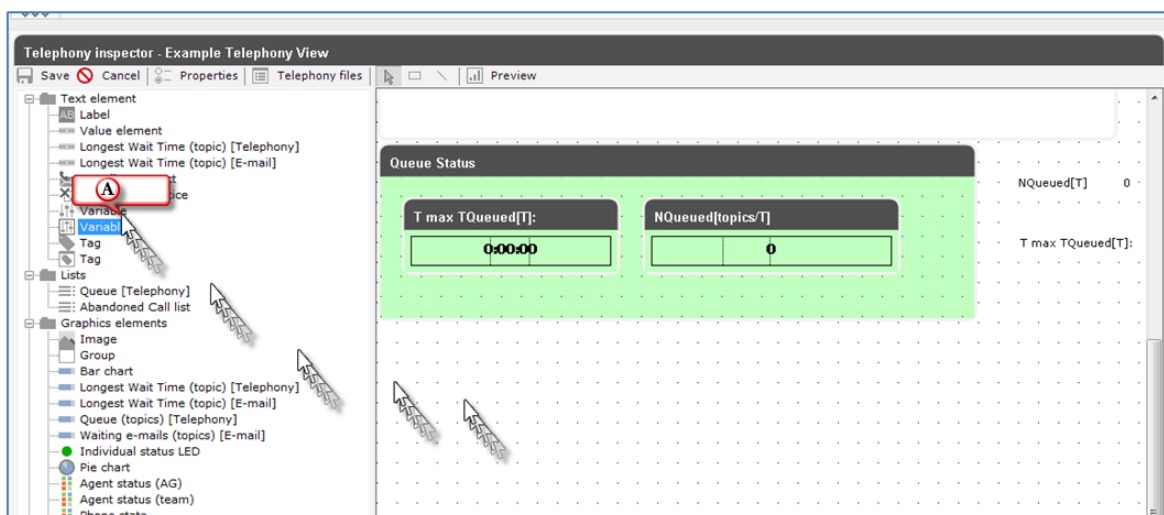 Telephony inspector - Example Telephony View
Save Cancel Properties Telephony files Preview
Text element
AB Label
Value element
Longest Wait Time (topic) [Telephony]
Longest Wait Time (topic) [E-mail]
A
Variable
Tag
Tag
Lists
Queue [Telephony]
Abandoned Call list
Graphics elements
Image
Group
Bar chart
Longest Wait Time (topic) [Telephony]
Longest Wait Time (topic) [E-mail]
Queue (topics) [Telephony]
Waiting e-mails (topics) [E-mail]
Individual status LED
Pie chart
Agent status (AG)
Agent status (team)
Phone state
Queue Status
T max TQueued[T]:
0:00:00
NQueued[topics/T]
0
NQueued[T] 0
T max TQueued[T]: